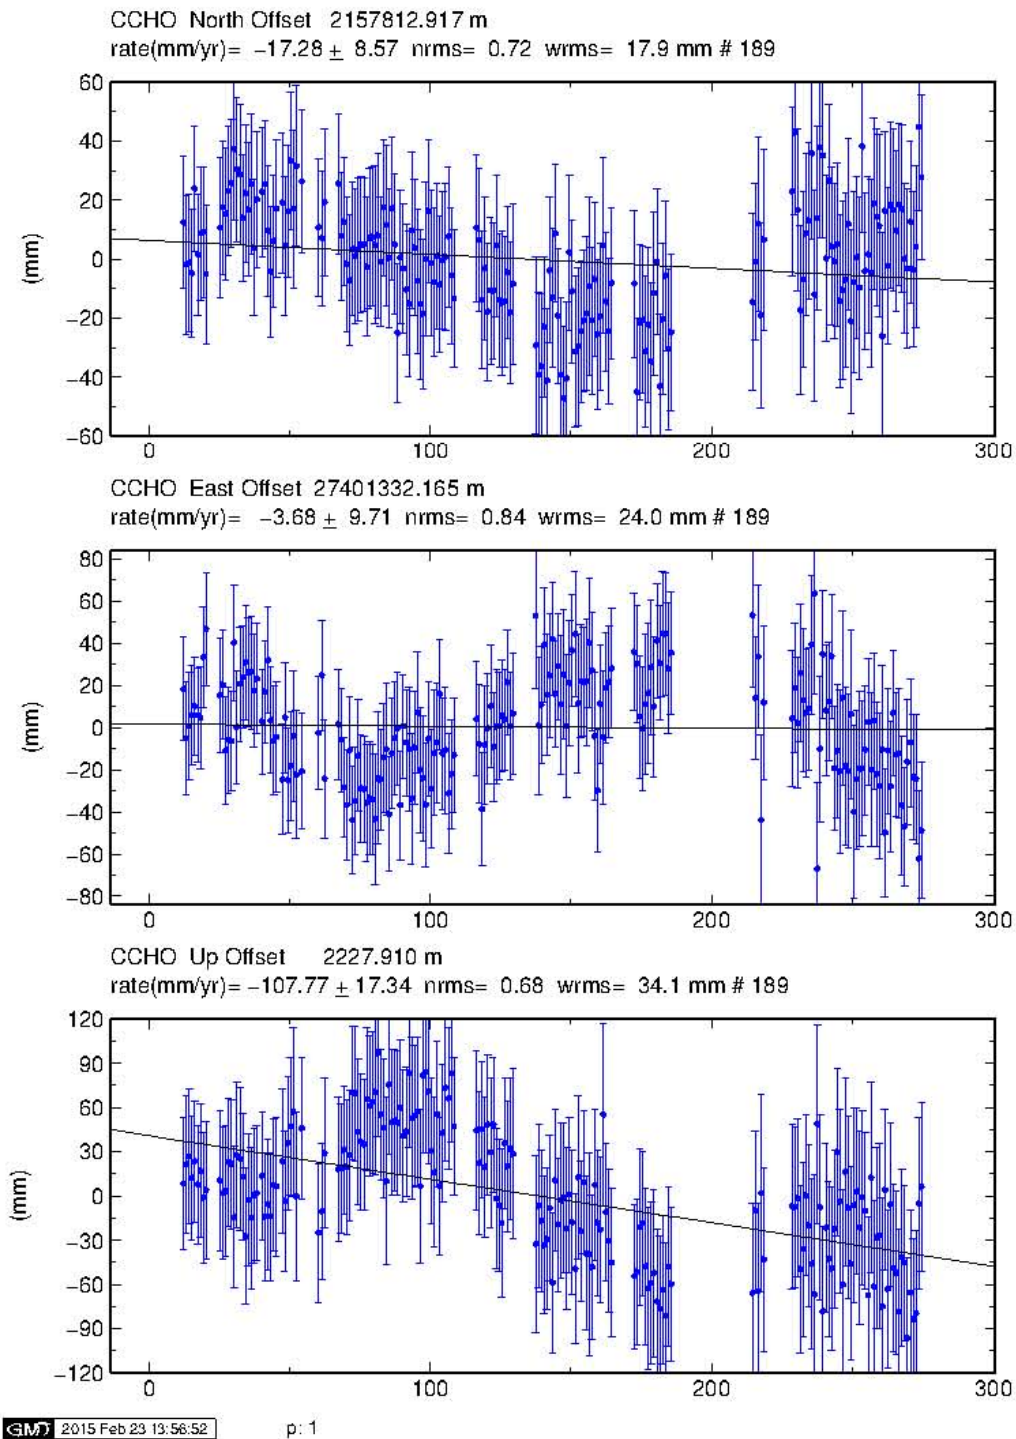 CCHO North Offset 2157812.917 m
rate(mm/yr)= −17.28 ± 8.57 nrms= 0.72 wrms= 17.9 mm # 189
60
40
20
0
−20
−40
−60
(mm)
0 100 200 300
CCHO East Offset 27401332.165 m
rate(mm/yr)= −3.68 ± 9.71 nrms= 0.84 wrms= 24.0 mm # 189
80
60
40
20
0
−20
−40
−60
−80
(mm)
0 100 200 300
CCHO Up Offset 2227.910 m
rate(mm/yr)= −107.77 ± 17.34 nrms= 0.68 wrms= 34.1 mm # 189
120
90
60
30
0
−30
−60
−90
−120
(mm)
0 100 200 300
GMT 2015 Feb 23 13:56:52 p: 1